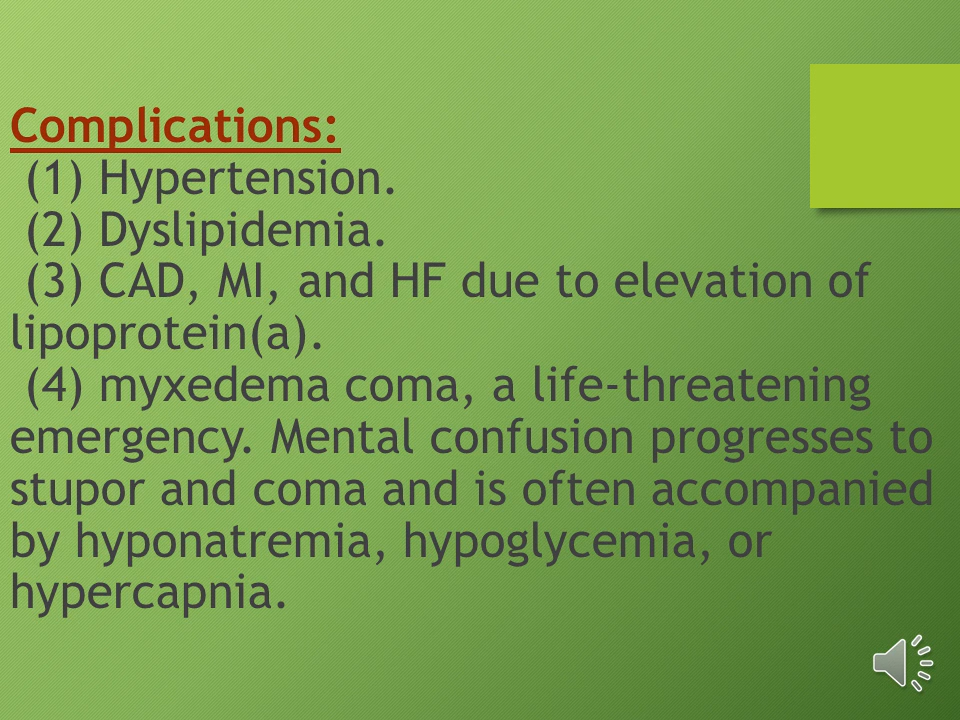 Complications:
(1) Hypertension.
(2) Dyslipidemia.
(3) CAD, MI, and HF due to elevation of
lipoprotein(a).
(4) myxedema coma, a life-threatening
emergency. Mental confusion progresses to
stupor and coma and is often accompanied
by hyponatremia, hypoglycemia, or
hypercapnia.